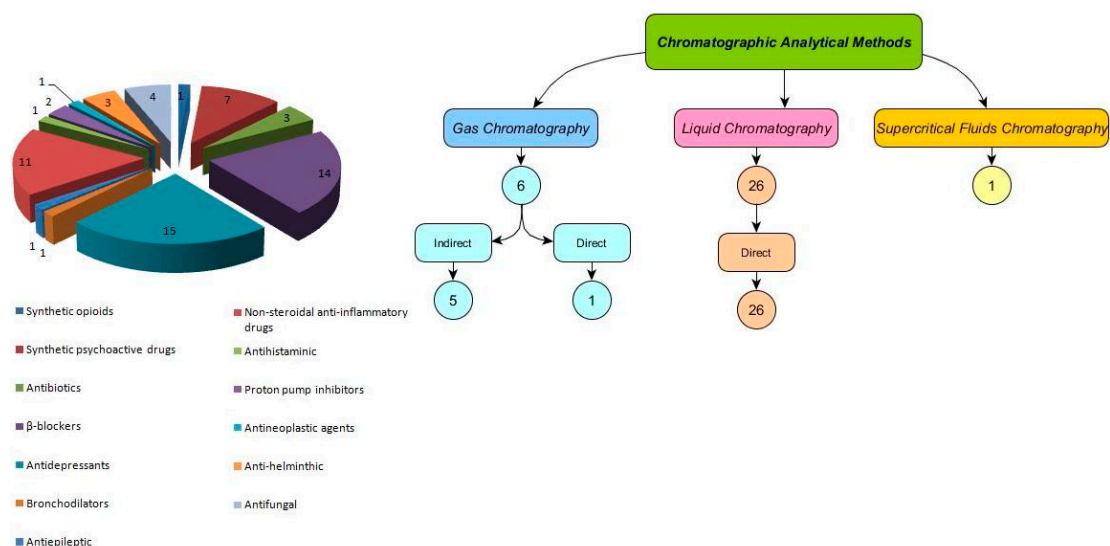 1
7
3
14
15
1
1
11
1
2
1
3
4
Synthetic opioids
Synthetic psychoactive drugs
Antibiotics
β-blockers
Antidepressants
Bronchodilators
Antiepileptic
Non-steroidal anti-inflammatory
drugs
Antihistaminic
Proton pump inhibitors
Antineoplastic agents
Anti-helminthic
Antifungal
Chromatographic Analytical Methods
Gas Chromatography
Liquid Chromatography
Supercritical Fluids Chromatography
6
26
1
Indirect
Direct
Direct
5
1
26